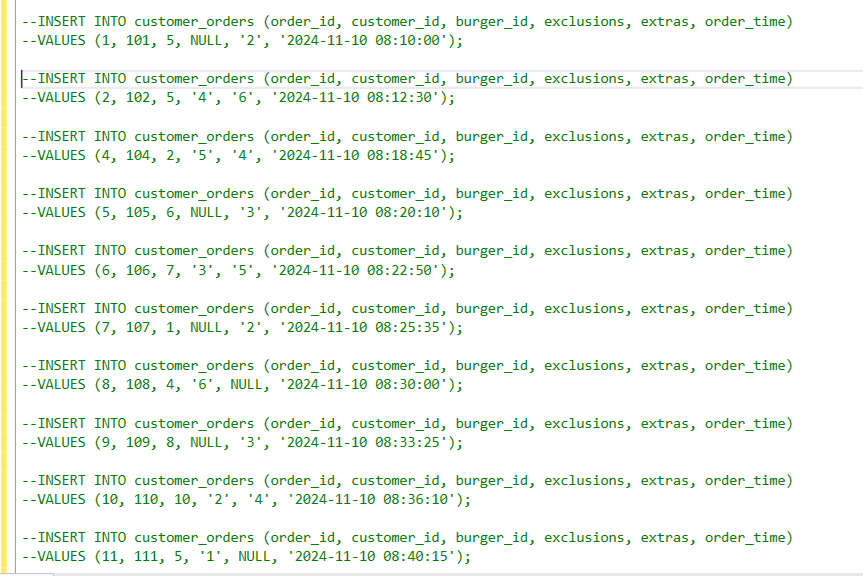 --INSERT INTO customer_orders (order_id, customer_id, burger_id, exclusions, extras, order_time)
--VALUES (1, 101, 5, NULL, '2', '2024-11-10 08:10:00');
--INSERT INTO customer_orders (order_id, customer_id, burger_id, exclusions, extras, order_time)
--VALUES (2, 102, 5, '4', '6', '2024-11-10 08:12:30');
--INSERT INTO customer_orders (order_id, customer_id, burger_id, exclusions, extras, order_time)
--VALUES (4, 104, 2, '5', '4', '2024-11-10 08:18:45');
--INSERT INTO customer_orders (order_id, customer_id, burger_id, exclusions, extras, order_time)
--VALUES (5, 105, 6, NULL, '3', '2024-11-10 08:20:10');
--INSERT INTO customer_orders (order_id, customer_id, burger_id, exclusions, extras, order_time)
--VALUES (6, 106, 7, '3', '5', '2024-11-10 08:22:50');
--INSERT INTO customer_orders (order_id, customer_id, burger_id, exclusions, extras, order_time)
--VALUES (7, 107, 1, NULL, '2', '2024-11-10 08:25:35');
--INSERT INTO customer_orders (order_id, customer_id, burger_id, exclusions, extras, order_time)
--VALUES (8, 108, 4, '6', NULL, '2024-11-10 08:30:00');
--INSERT INTO customer_orders (order_id, customer_id, burger_id, exclusions, extras, order_time)
--VALUES (9, 109, 8, NULL, '3', '2024-11-10 08:33:25');
--INSERT INTO customer_orders (order_id, customer_id, burger_id, exclusions, extras, order_time)
--VALUES (10, 110, 10, '2', '4', '2024-11-10 08:36:10');
--INSERT INTO customer_orders (order_id, customer_id, burger_id, exclusions, extras, order_time)
--VALUES (11, 111, 5, '1', NULL, '2024-11-10 08:40:15');